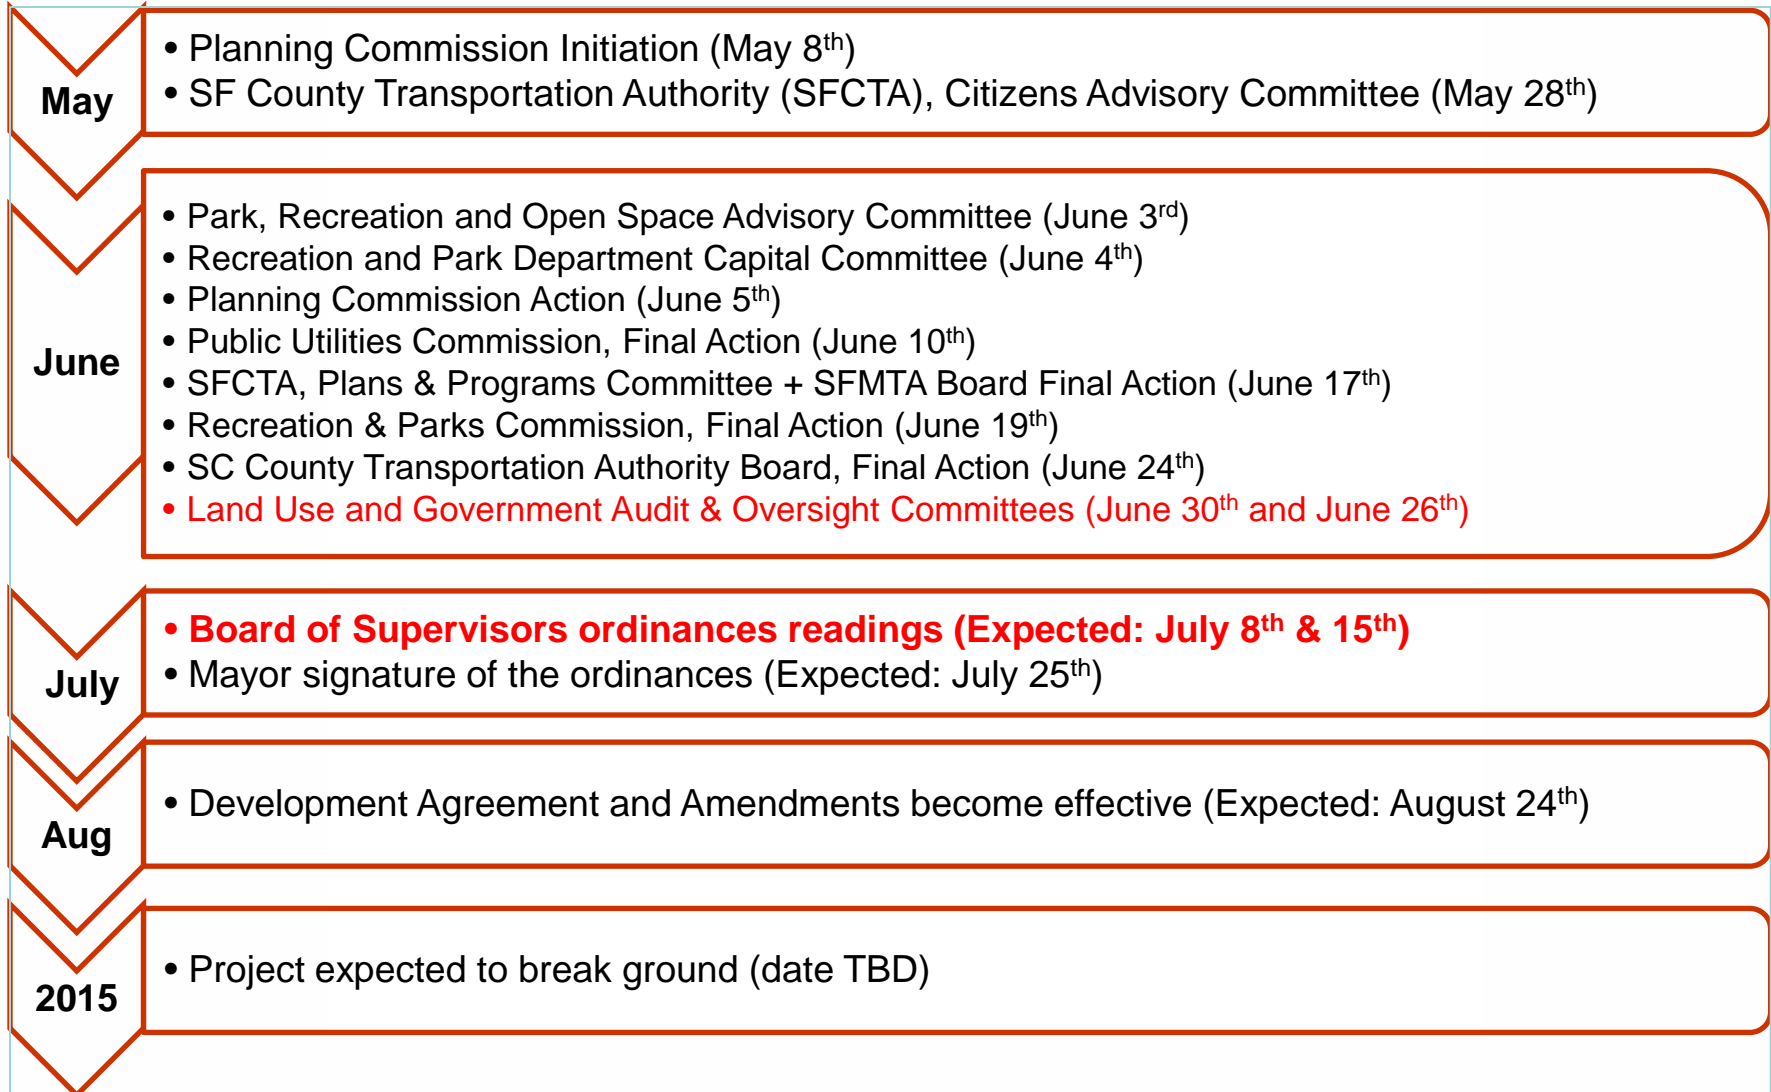 May
• Planning Commission Initiation (May 8th)
• SF County Transportation Authority (SFCTA), Citizens Advisory Committee (May 28th)
June
• Park, Recreation and Open Space Advisory Committee (June 3rd)
• Recreation and Park Department Capital Committee (June 4th)
• Planning Commission Action (June 5th)
• Public Utilities Commission, Final Action (June 10th)
• SFCTA, Plans & Programs Committee + SFMTA Board Final Action (June 17th)
• Recreation & Parks Commission, Final Action (June 19th)
• SC County Transportation Authority Board, Final Action (June 24th)
• Land Use and Government Audit & Oversight Committees (June 30th and June 26th)
July
• Board of Supervisors ordinances readings (Expected: July 8th & 15th)
• Mayor signature of the ordinances (Expected: July 25th)
Aug
• Development Agreement and Amendments become effective (Expected: August 24th)
2015
• Project expected to break ground (date TBD)